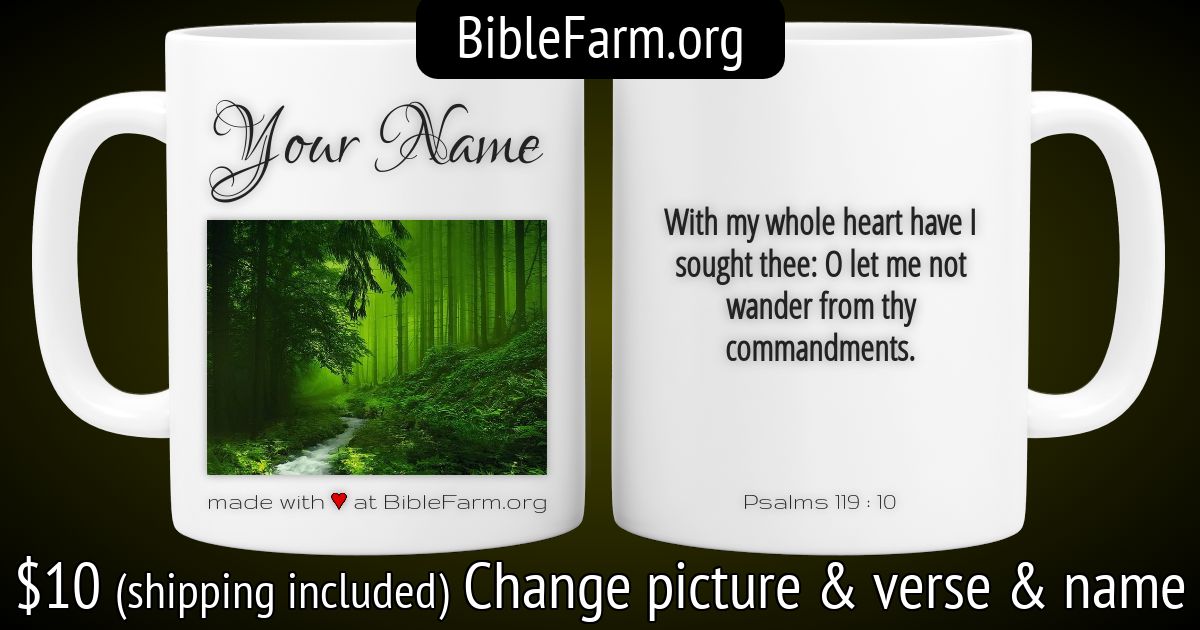 BibleFarm.org
Your Name
made with ♥ at BibleFarm.org
With my whole heart have I
sought thee: O let me not
wander from thy
commandments.
Psalms 119 : 10
$10 (shipping included) Change picture & verse & name